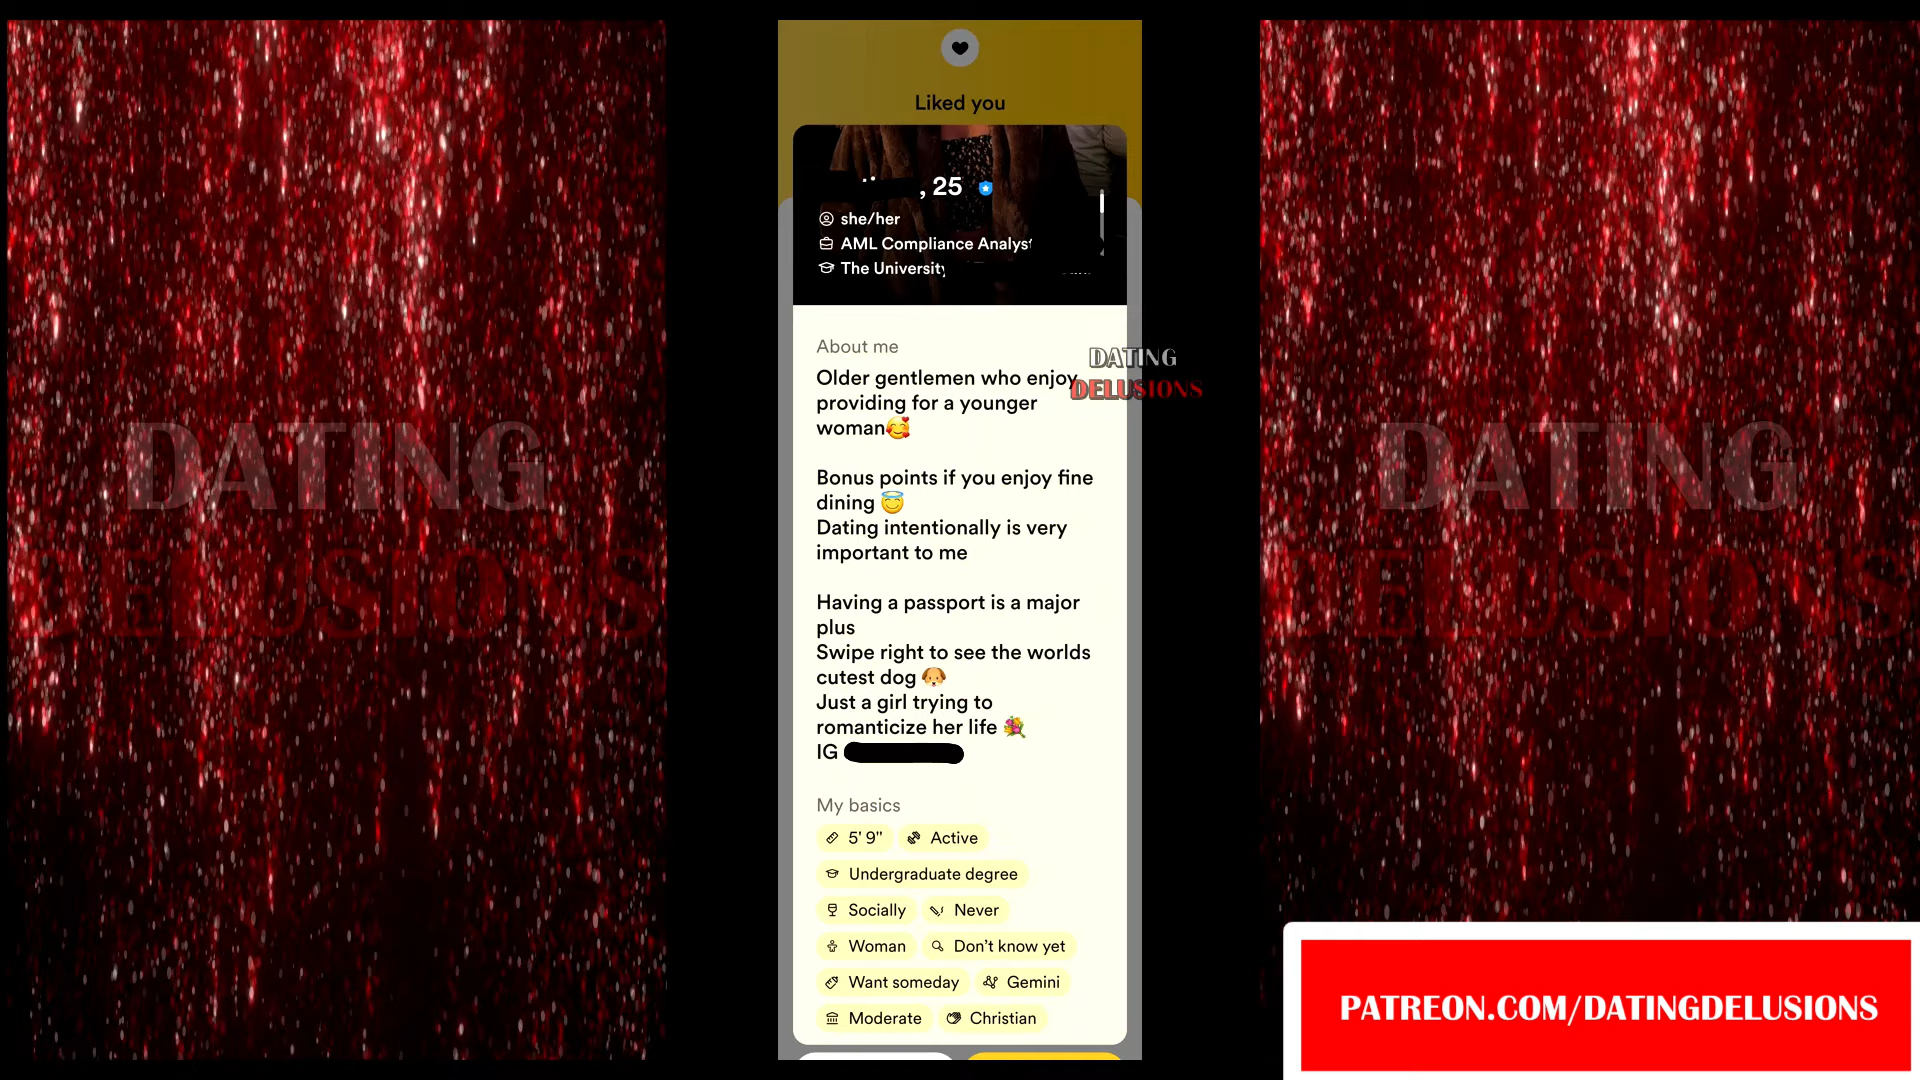 Liked you
, 25
she/her
AML Compliance Analyst
The University
About me
Older gentlemen who enjoy
providing for a younger
woman🥰
Bonus points if you enjoy fine
dining 😇
Dating intentionally is very
important to me
Having a passport is a major
plus
Swipe right to see the worlds
cutest dog 🐶
Just a girl trying to
romanticize her life 💐
IG
My basics
5' 9"
Active
Undergraduate degree
Socially
Never
Woman
Don't know yet
Want someday
Gemini
Moderate
Christian
DATING
DELUSIONS
DATING
DELUSIONS
DATING
DELUSIONS
PATREON.COM/DATINGDELUSIONS